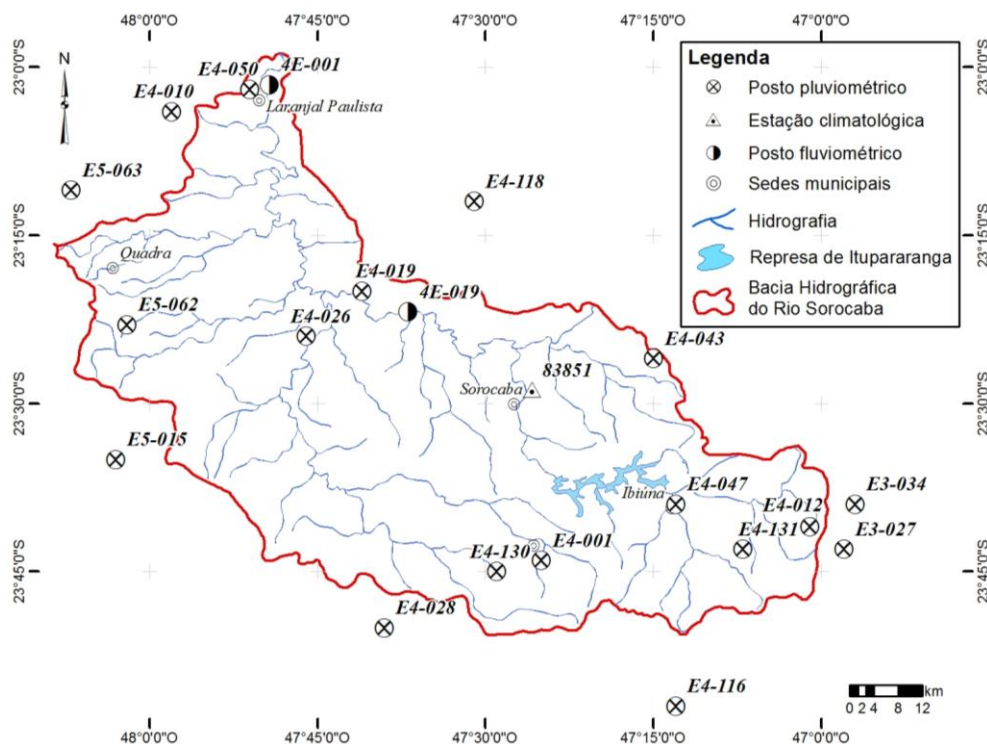 48°0'0"O 47°45'0"O 47°30'0"O 47°15'0"O 47°0'0"O
N
23°0'0"S
23°0'0"S
E4-050
4E-001
E4-010
Laranjal Paulista
E5-063
E4-118
23°15'0"S
23°15'0"S
Quadra
E4-019
4E-019
E5-062
E4-026
E4-043
83851
Sorocaba
23°30'0"S
23°30'0"S
E5-015
Ibiúna
E4-047
E3-034
E4-012
E4-131
E3-027
E4-001
E4-130
23°45'0"S
23°45'0"S
E4-028
E4-116
Legenda
Posto pluviométrico
Estação climatológica
Posto fluviométrico
Sedes municipais
Hidrografia
Represa de Itupararanga
Bacia Hidrográfica
do Rio Sorocaba
km
0 2 4 8 12
48°0'0"O 47°45'0"O 47°30'0"O 47°15'0"O 47°0'0"O